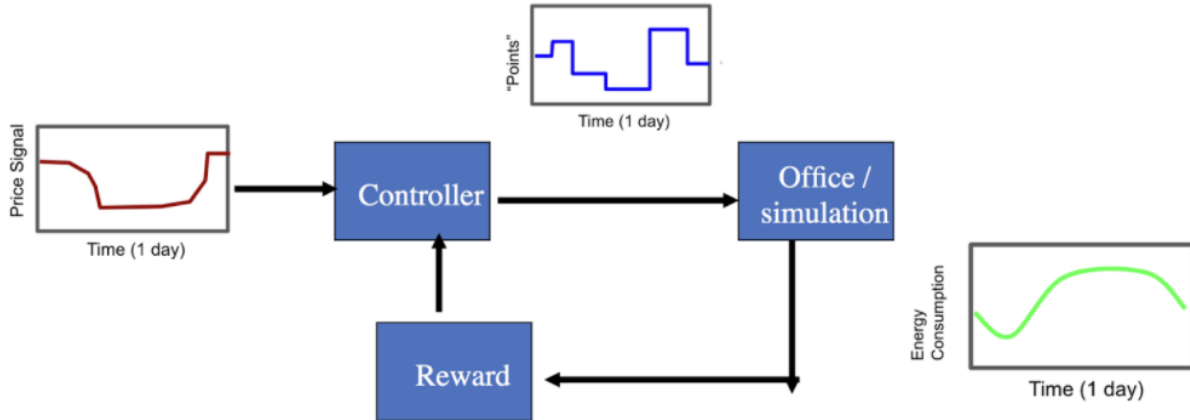 "Points"
Time (1 day)
Price Signal
Time (1 day)
Controller
Office /
simulation
Reward
Energy
Consumption
Time (1 day)